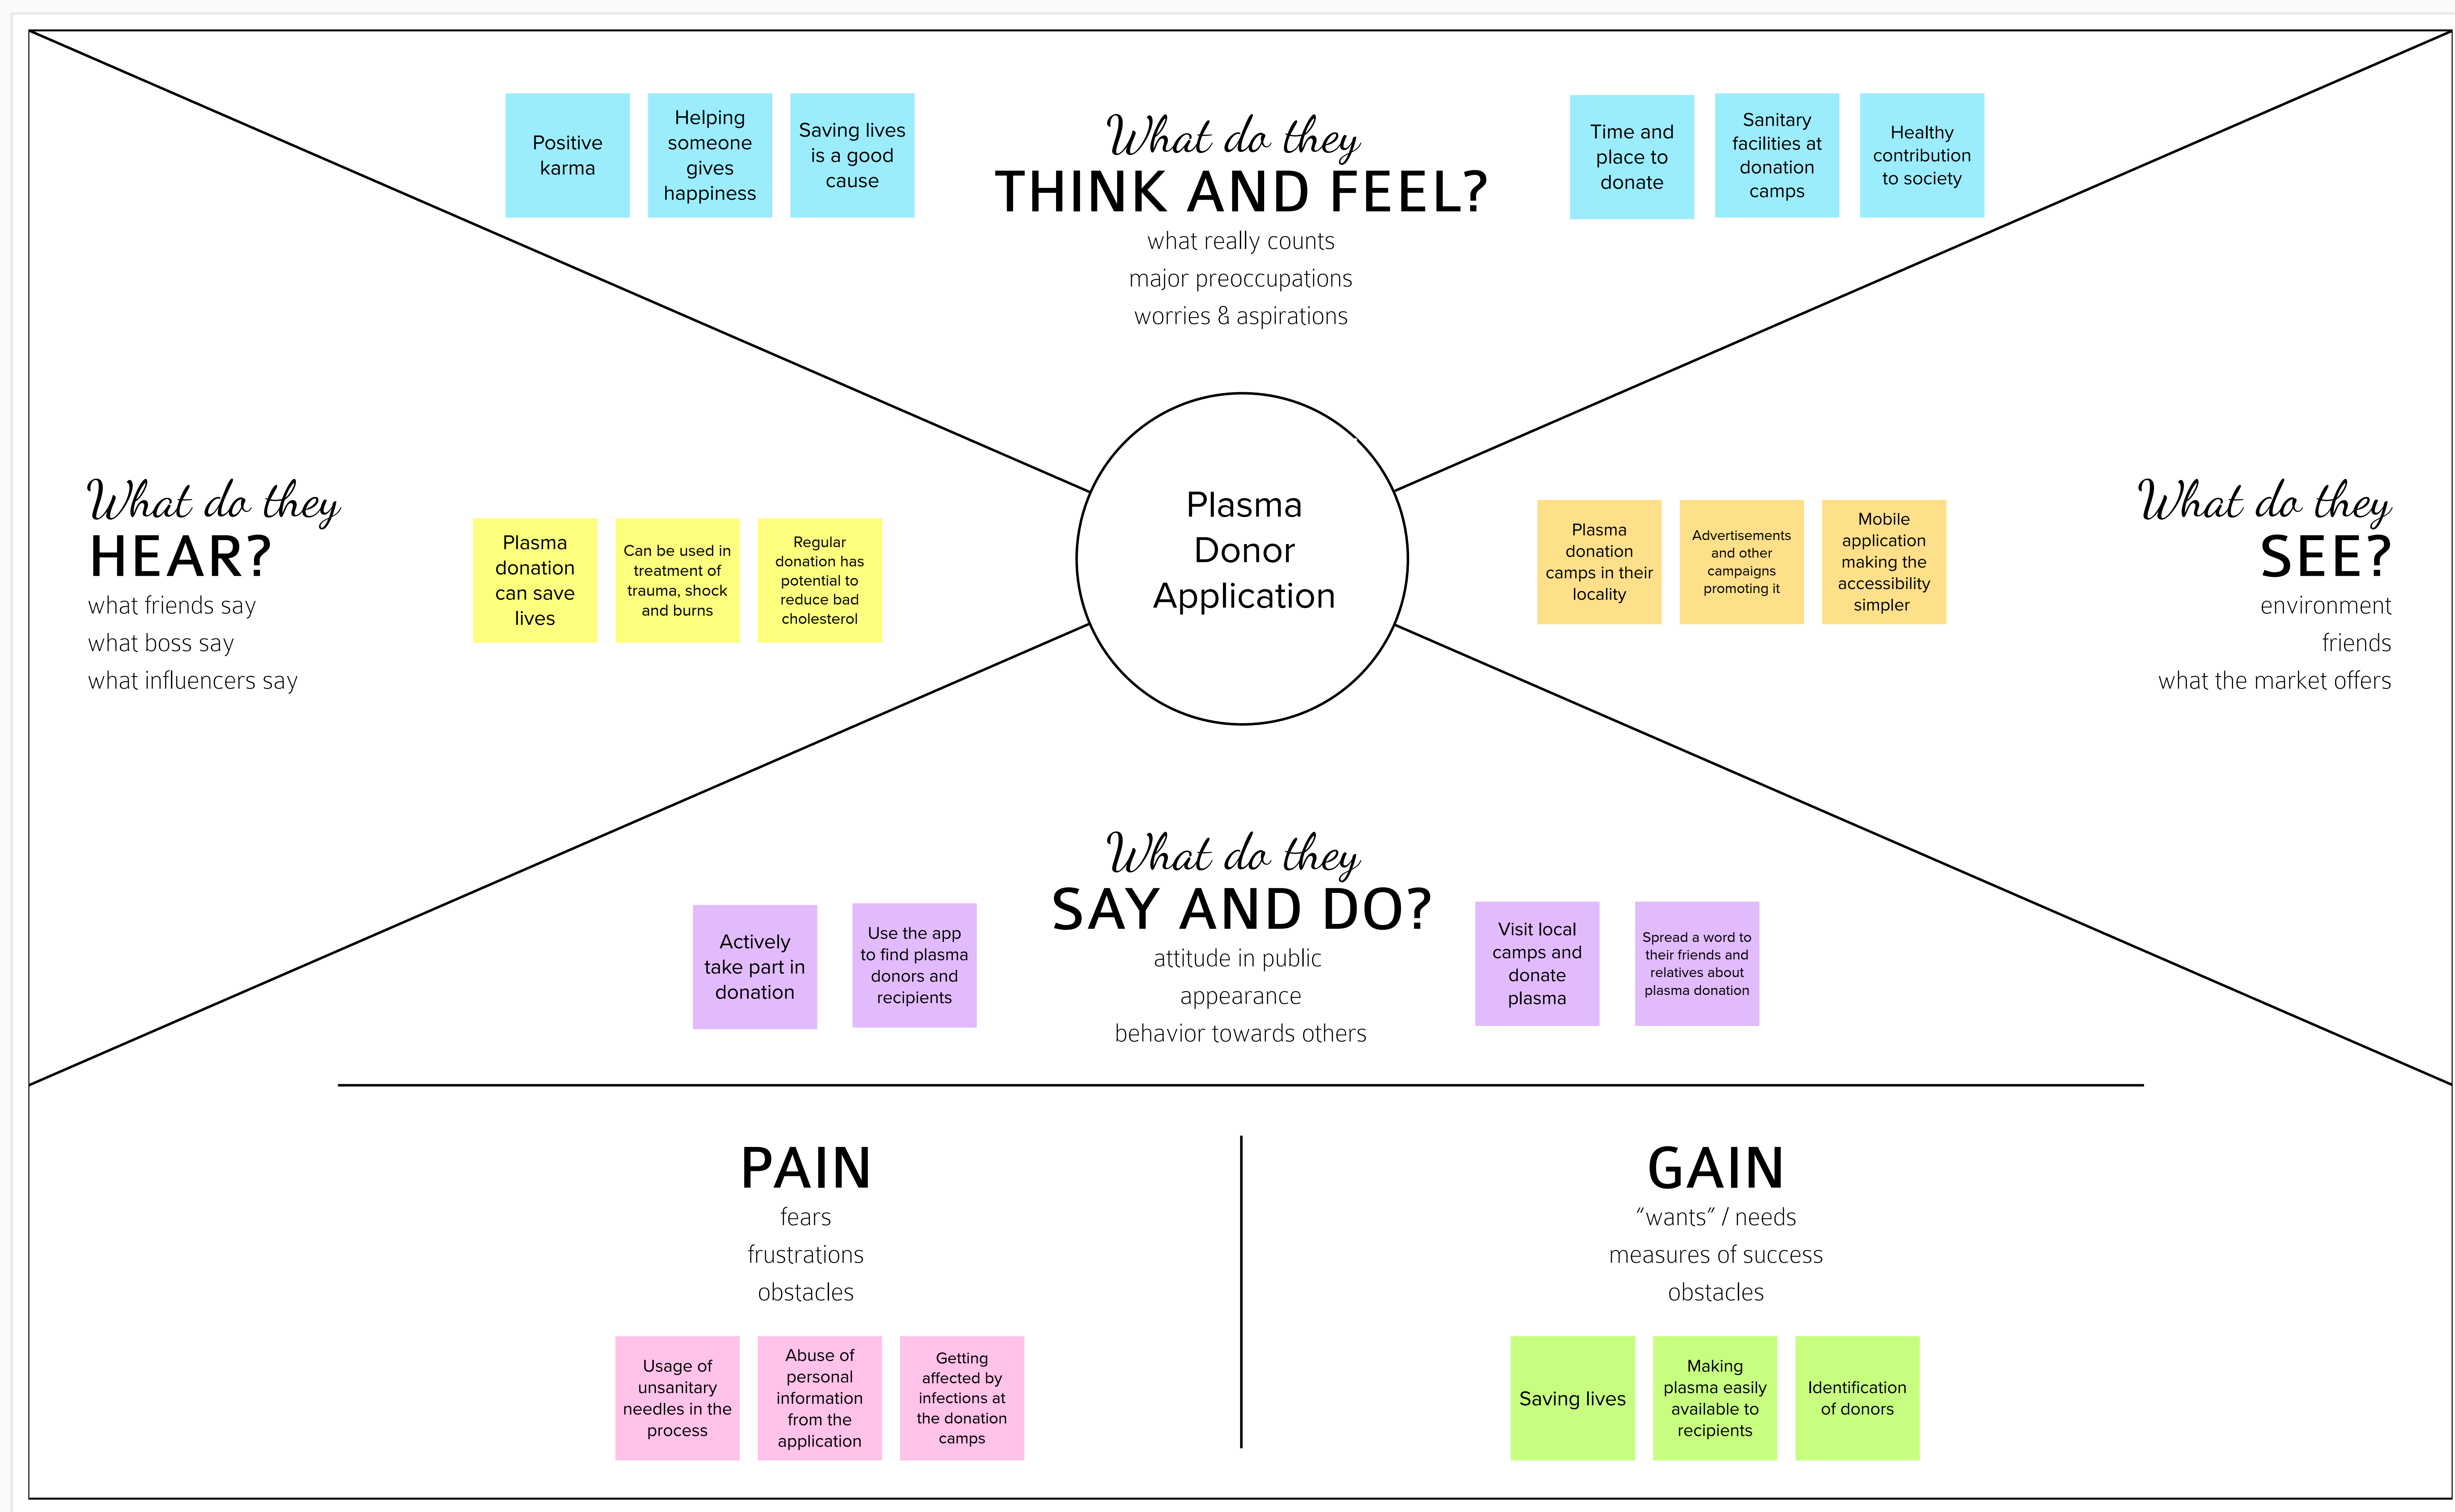 Positive
karma
Helping
someone
gives
happiness
Saving lives
is a good
cause
What do they
THINK AND FEEL?
what really counts
major preoccupations
worries & aspirations
Time and
place to
donate
Sanitary
facilities at
donation
camps
Healthy
contribution
to society
What do they
HEAR?
what friends say
what boss say
what influencers say
Plasma
donation
can save
lives
Can be used in
treatment of
trauma, shock
and burns
Regular
donation has
potential to
reduce bad
cholesterol
Plasma
Donor
Application
Plasma
donation
camps in their
locality
Advertisements
and other
campaigns
promoting it
Mobile
application
making the
accessibility
simpler
What do they
SEE?
environment
friends
what the market offers
Actively
take part in
donation
Use the app
to find plasma
donors and
recipients
What do they
SAY AND DO?
attitude in public
appearance
behavior towards others
Visit local
camps and
donate
plasma
Spread a word to
their friends and
relatives about
plasma donation
PAIN
fears
frustrations
obstacles
Usage of
unsanitary
needles in the
process
Abuse of
personal
information
from the
application
Getting
affected by
infections at
the donation
camps
GAIN
“wants” / needs
measures of success
obstacles
Saving lives
Making
plasma easily
available to
recipients
Identification
of donors